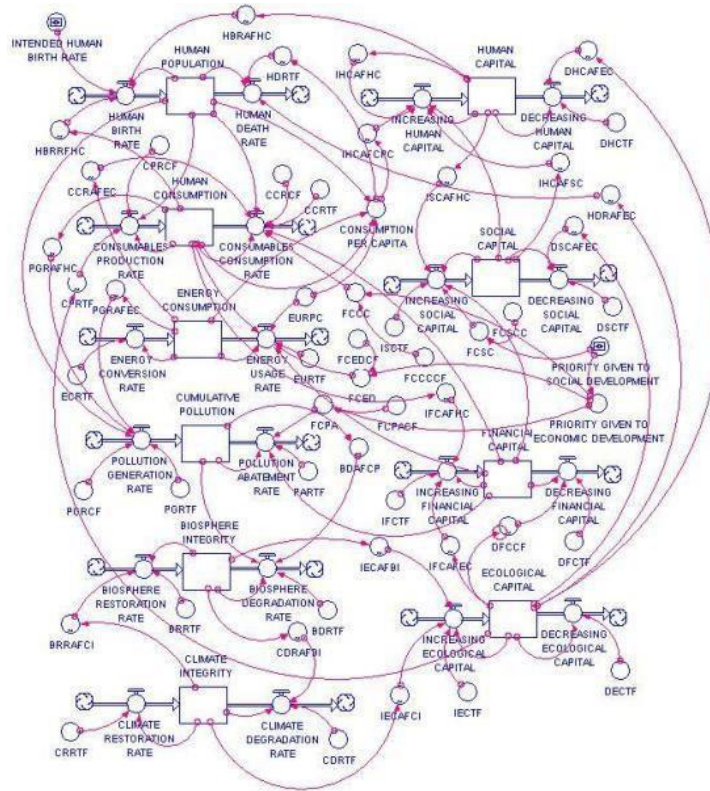 INTENDED HUMAN
BIRTH RATE
HBRAFHC
HUMAN
POPULATION
HDRTF
HUMAN
BIRTH
RATE
HUMAN
DEATH
RATE
HBRRFHC
IHCAFHC
HUMAN
CAPITAL
DHCAFEC
INCREASING
HUMAN
CAPITAL
DECREASING
HUMAN
CAPITAL
DHCTF
IHCAFCPC
CPRCF
CCRAFEC
HUMAN
CONSUMPTION
CCRCF
CCRTF
ISCAFHC
IHCAFSC
HDRAFEC
CONSUMABLES
PRODUCTION
RATE
CONSUMABLES
CONSUMPTION
RATE
CONSUMPTION
PER CAPITA
SOCIAL
CAPITAL
DSCAFEC
PGRAFHC
CPRTF
PGRAFEC
ENERGY
CONSUMPTION
EURPC
FCCC
INCREASING
SOCIAL
CAPITAL
DECREASING
SOCIAL
CAPITAL
ISCTF
FCSCC
DSCTF
FCSC
ENERGY
CONVERSION
RATE
ENERGY
USAGE
RATE
ECRTF
EURTF
FCEDCF
FCED
FCCCCF
PRIORITY GIVEN TO
SOCIAL DEVELOPMENT
PRIORITY GIVEN TO
ECONOMIC DEVELOPMENT
CUMULATIVE
POLLUTION
FCPA
FCPACF
IFCAFHC
FINANCIAL
CAPITAL
POLLUTION
GENERATION
RATE
POLLUTION
ABATEMENT
RATE
BDAFCP
PARTF
PGRCF
PGRTF
INCREASING
FINANCIAL
CAPITAL
DECREASING
FINANCIAL
CAPITAL
IFCTF
DFCCF
DFCTF
IFCAFEC
BIOSPHERE
INTEGRITY
IECAFBI
ECOLOGICAL
CAPITAL
BIOSPHERE
RESTORATION
RATE
BIOSPHERE
DEGRADATION
RATE
BRRTF
BDRTF
BRRAFCI
CDRAFBI
INCREASING
ECOLOGICAL
CAPITAL
DECREASING
ECOLOGICAL
CAPITAL
IECAFCI
IECTF
DECTF
CLIMATE
INTEGRITY
CLIMATE
RESTORATION
RATE
CLIMATE
DEGRADATION
RATE
CRRTF
CDRTF